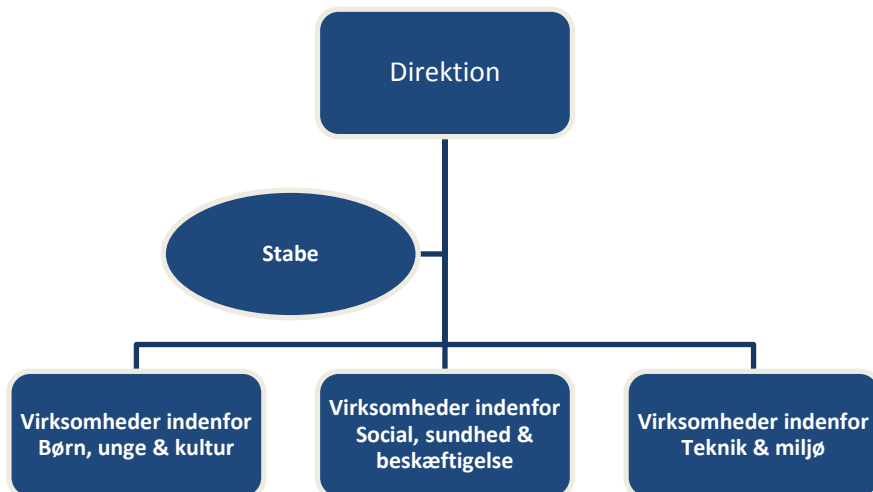 Direktion
Stabe
Virksomheder indenfor
Børn, unge & kultur
Virksomheder indenfor
Social, sundhed &
beskæftigelse
Virksomheder indenfor
Teknik & miljø